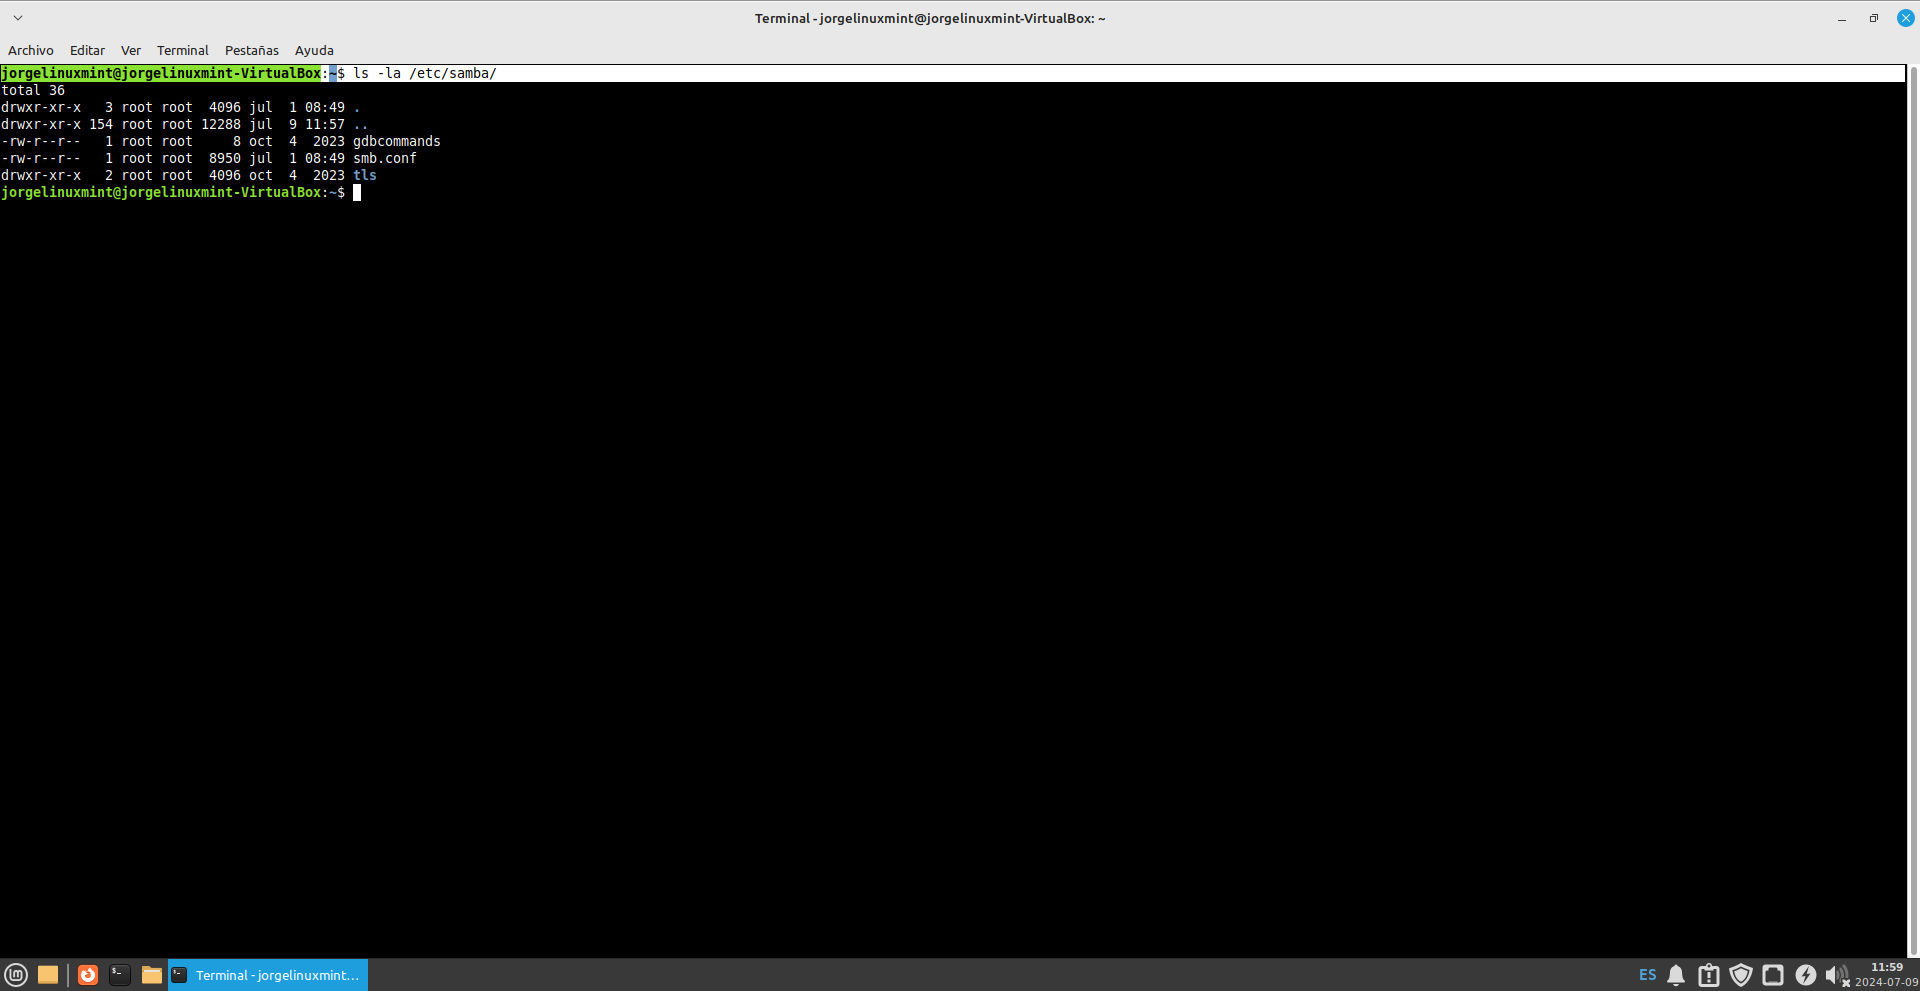 Terminal - jorgelinuxmint@jorgelinuxmint-VirtualBox: ~
Archivo Editar Ver Terminal Pestañas Ayuda
jorgelinuxmint@jorgelinuxmint-VirtualBox:~$ ls -la /etc/samba/
total 36
drwxr-xr-x   3 root root  4096 jul  1 08:49 .
drwxr-xr-x 154 root root 12288 jul  9 11:57 ..
-rw-r--r--   1 root root     8 oct  4  2023 gdbcommands
-rw-r--r--   1 root root  8950 jul  1 08:49 smb.conf
drwxr-xr-x   2 root root  4096 oct  4  2023 tls
jorgelinuxmint@jorgelinuxmint-VirtualBox:~$
Terminal - jorgelinuxmint...
ES
11:59
2024-07-09